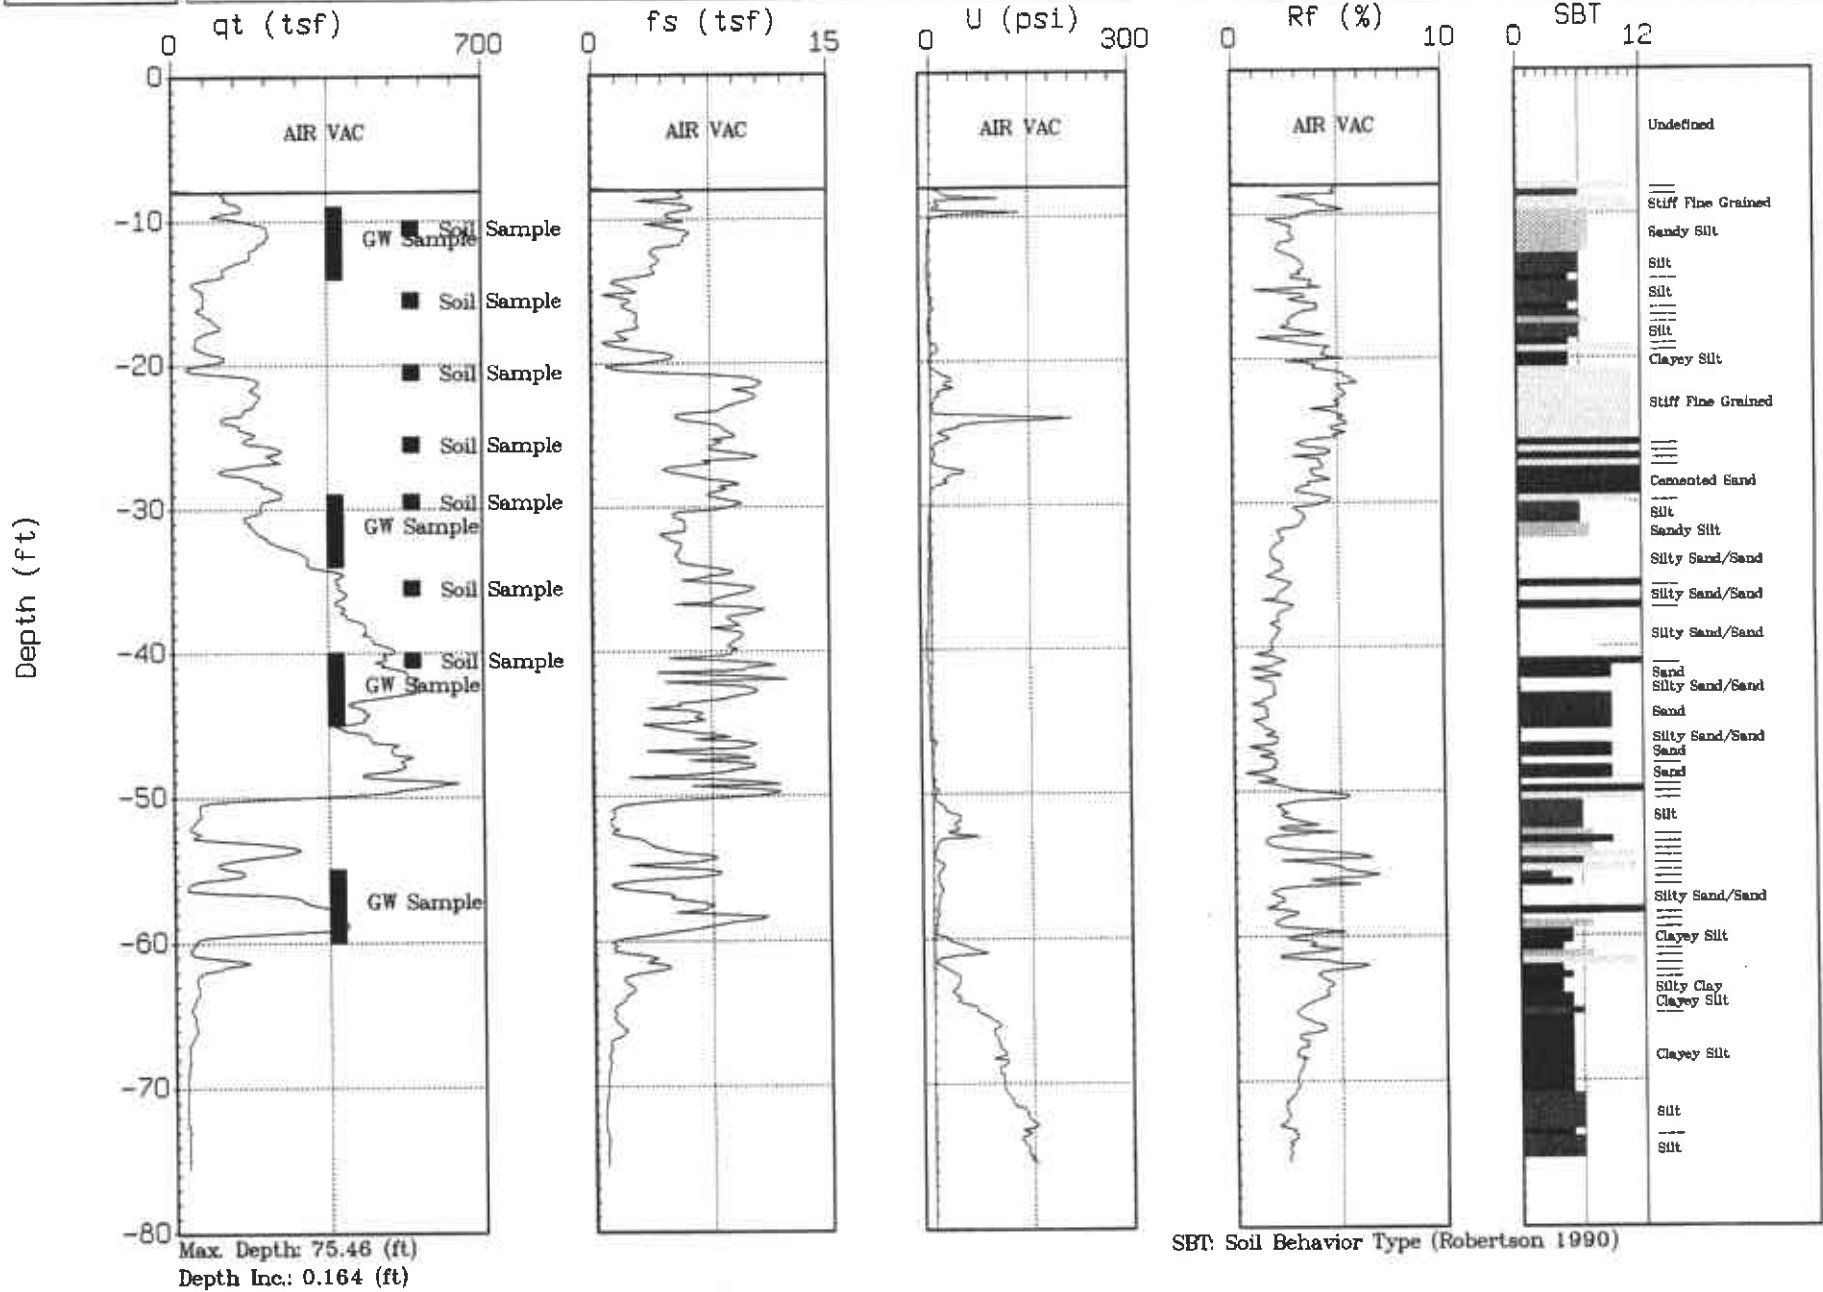 qt (tsf)
0 700
fs (tsf)
0 15
U (psi)
0 300
Rf (%)
0 10
SBT
0 12
Depth (ft)
0
-10
-20
-30
-40
-50
-60
-70
-80
AIR VAC
AIR VAC
AIR VAC
AIR VAC
Soil Sample
GW Sample
Soil Sample
Soil Sample
Soil Sample
Soil Sample
GW Sample
Soil Sample
Soil Sample
GW Sample
GW Sample
Undefined
Stiff Fine Grained
Sandy Silt
Silt
Silt
Silt
Clayey Silt
Stiff Fine Grained
Cemented Sand
Silt
Sandy Silt
Silty Sand/Sand
Silty Sand/Sand
Silty Sand/Sand
Sand
Silty Sand/Sand
Sand
Silty Sand/Sand
Sand
Sand
Silt
Silty Sand/Sand
Clayey Silt
Silty Clay
Clayey Silt
Clayey Silt
Silt
Silt
Max. Depth: 75.46 (ft)
Depth Inc.: 0.164 (ft)
SBT: Soil Behavior Type (Robertson 1990)